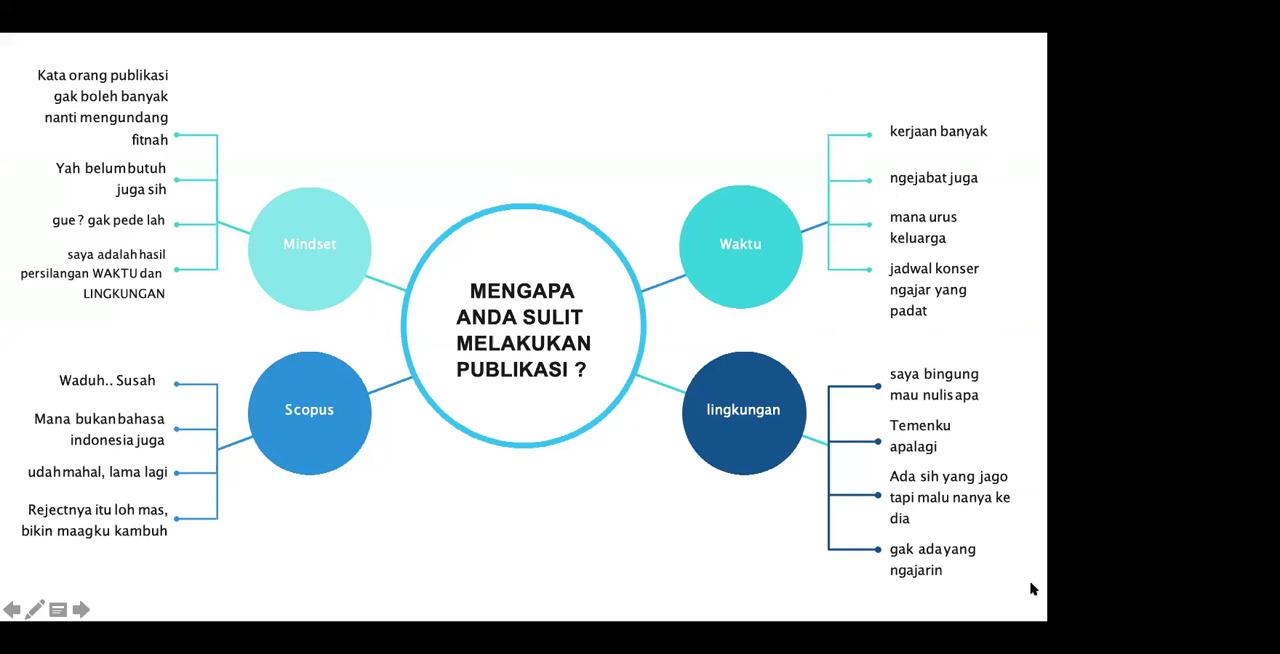 Kata orang publikasi
gak boleh banyak
nanti mengundang
fitnah
Yah belum butuh
juga sih
gue ? gak pede lah
saya adalah hasil
persilangan WAKTU dan
LINGKUNGAN
Mindset
Waduh.. Susah
Mana bukan bahasa
indonesia juga
udah mahal, lama lagi
Rejectnya itu loh mas,
bikin maagku kambuh
Scopus
MENGAPA
ANDA SULIT
MELAKUKAN
PUBLIKASI ?
Waktu
kerjaan banyak
ngejabat juga
mana urus
keluarga
jadwal konser
ngajar yang
padat
lingkungan
saya bingung
mau nulis apa
Temenku
apalagi
Ada sih yang jago
tapi malu nanya ke
dia
gak ada yang
ngajarin